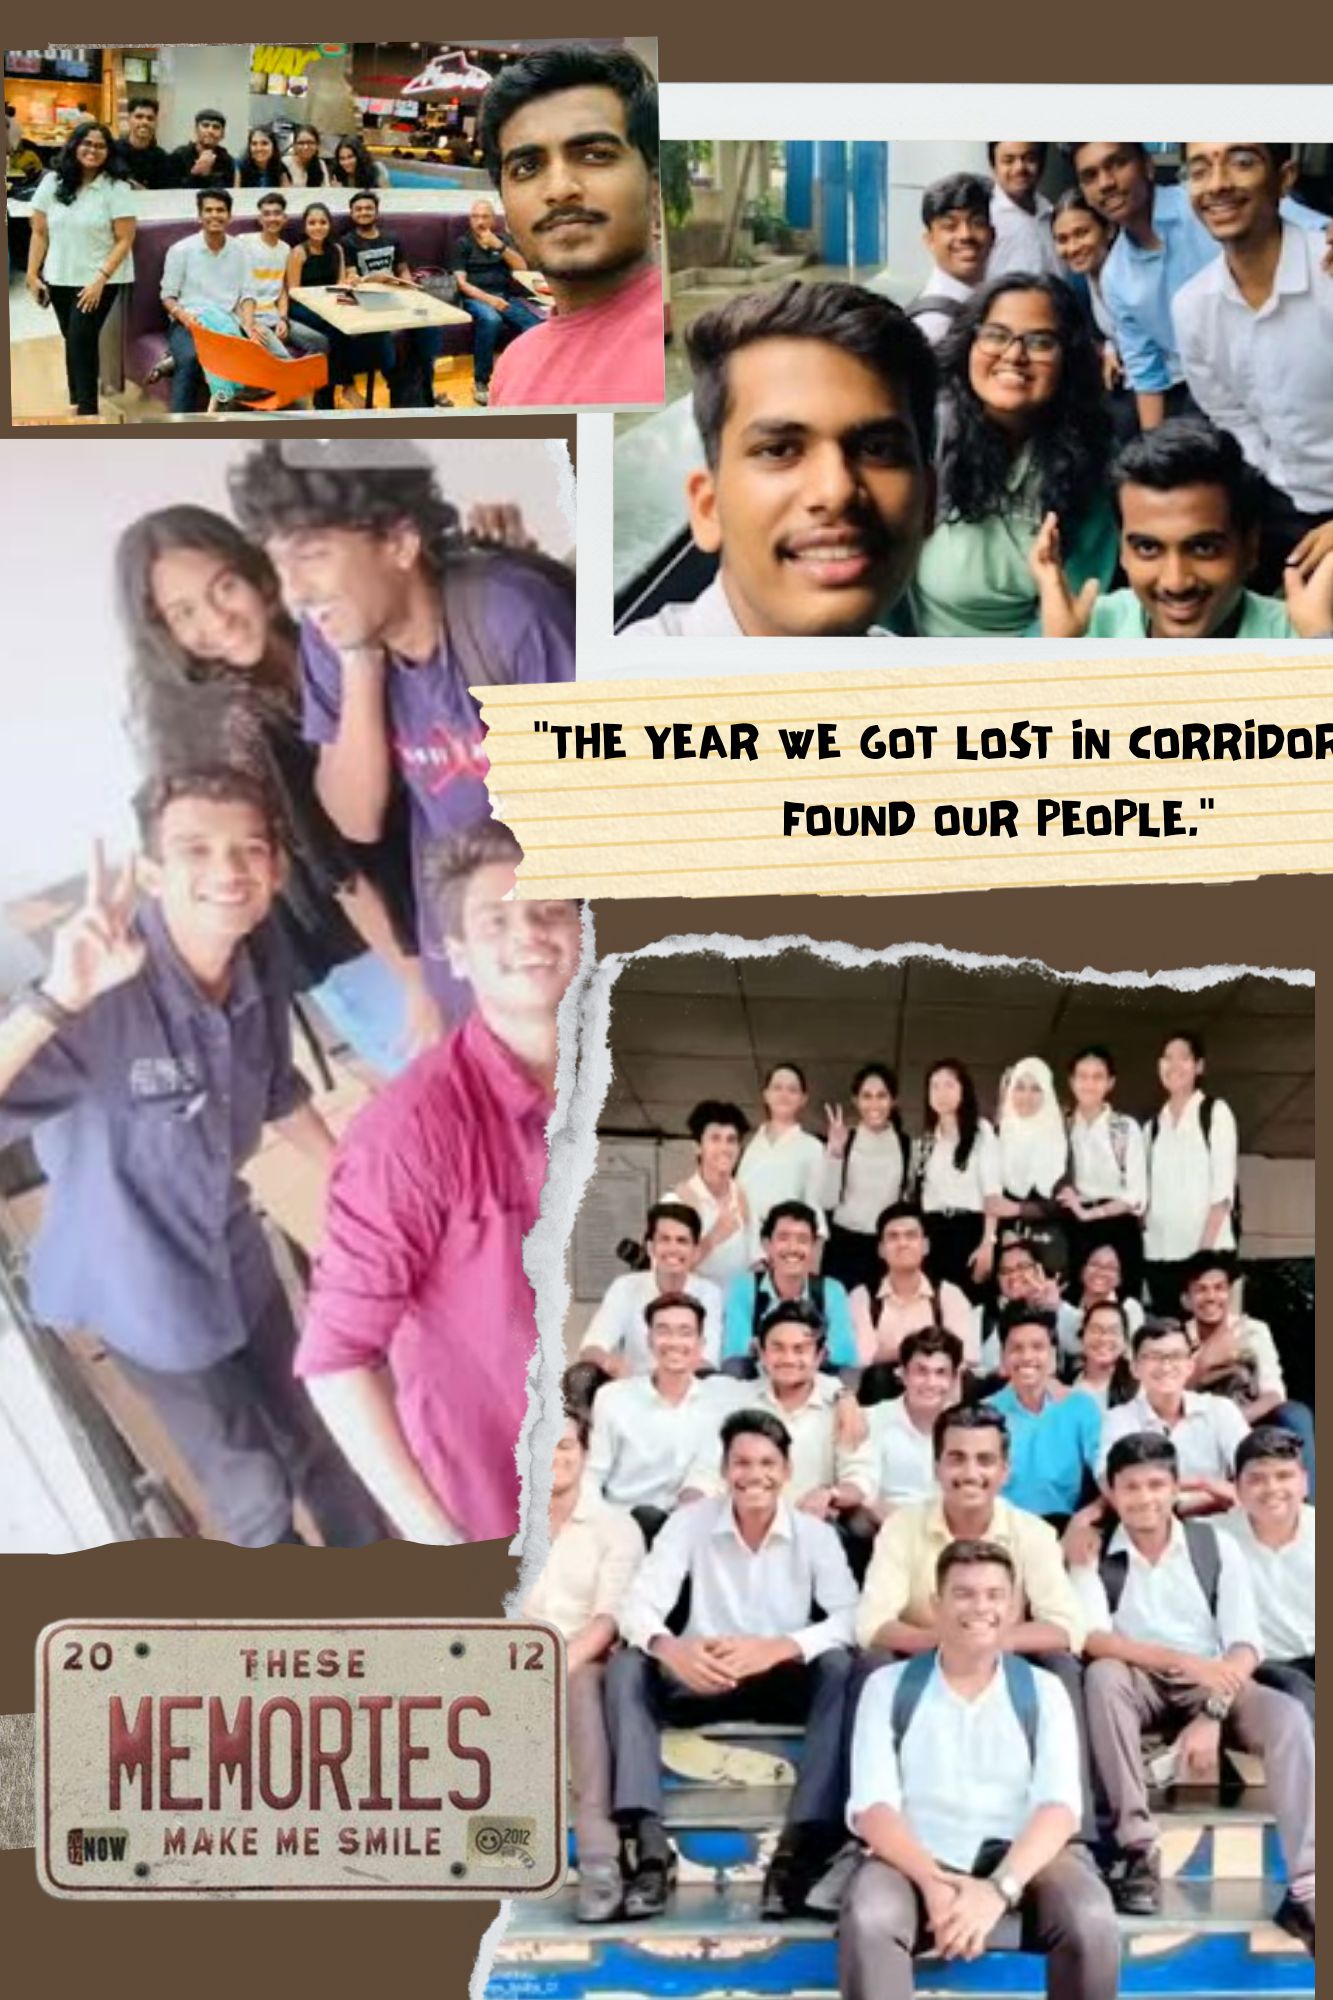 WAY
"THE YEAR WE GOT LOST IN CORRIDOR
FOUND OUR PEOPLE."
20 12
THESE
MEMORIES
NOW MAKE ME SMILE 2012